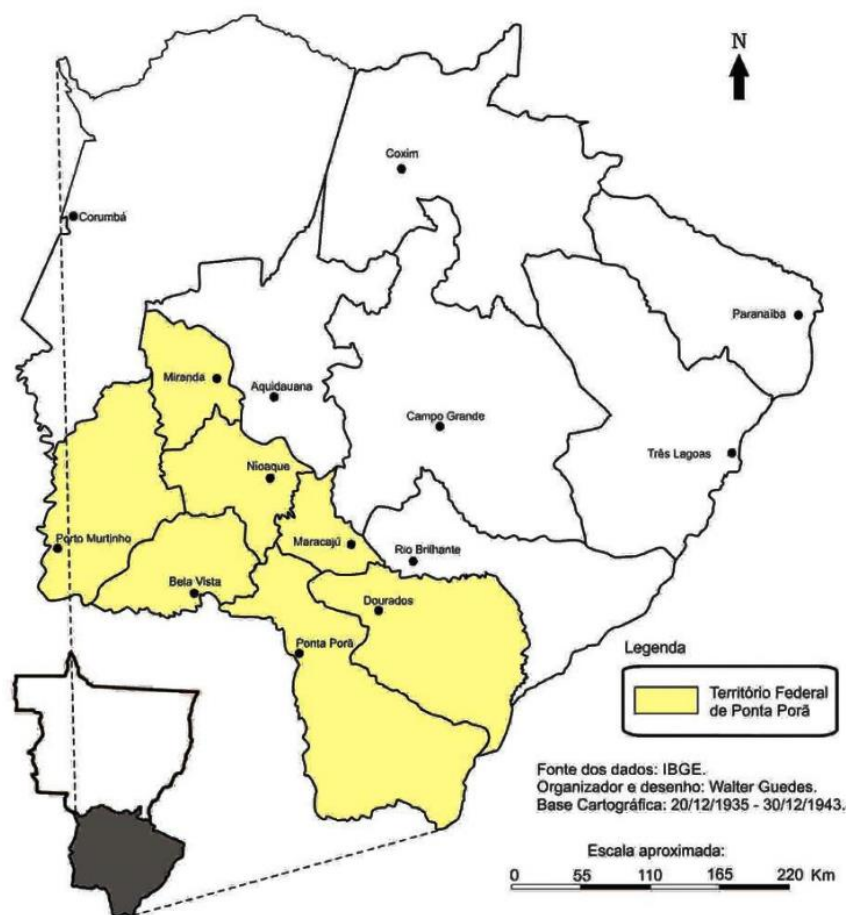 N
Coxim
Corumbá
Paranaiba
Miranda
Aquidauana
Campo Grande
Três Lagoas
Nioaque
Porto Murtinho
Maracajú
Rio Brilhante
Bela Vista
Dourados
Ponta Porã
Legenda
Território Federal
de Ponta Porã
Fonte dos dados: IBGE.
Organizador e desenho: Walter Guedes.
Base Cartográfica: 20/12/1935 - 30/12/1943.
Escala aproximada:
0 55 110 165 220 Km